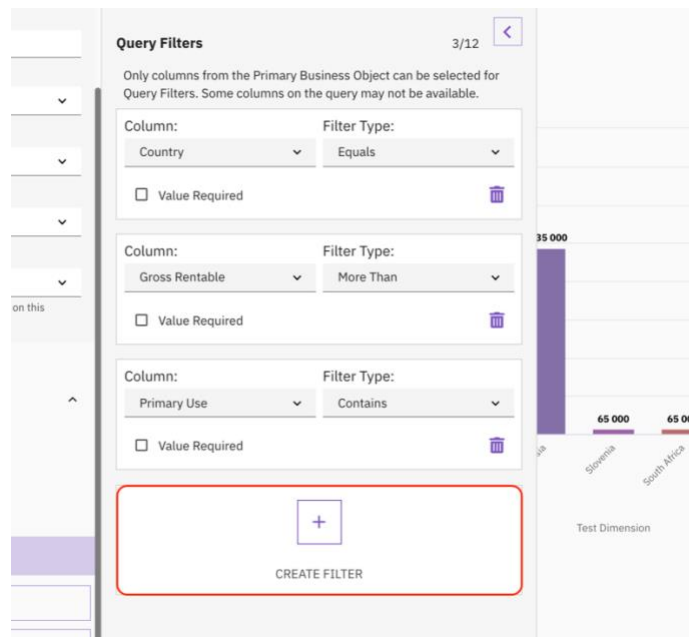 Query Filters
3/12
Only columns from the Primary Business Object can be selected for
Query Filters. Some columns on the query may not be available.
Column: Filter Type:
Country Equals
Value Required
Column: Filter Type:
Gross Rentable More Than
Value Required
Column: Filter Type:
Primary Use Contains
Value Required
CREATE FILTER
on this
35 000
65 000
Slovenia
South Africa
Test Dimension